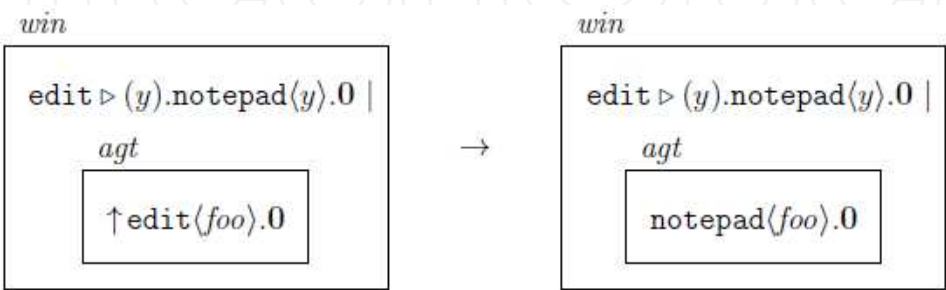 win win
edit ▷ (y).notepad⟨y⟩.0 | edit ▷ (y).notepad⟨y⟩.0 |
agt → agt
↑edit⟨foo⟩.0 notepad⟨foo⟩.0